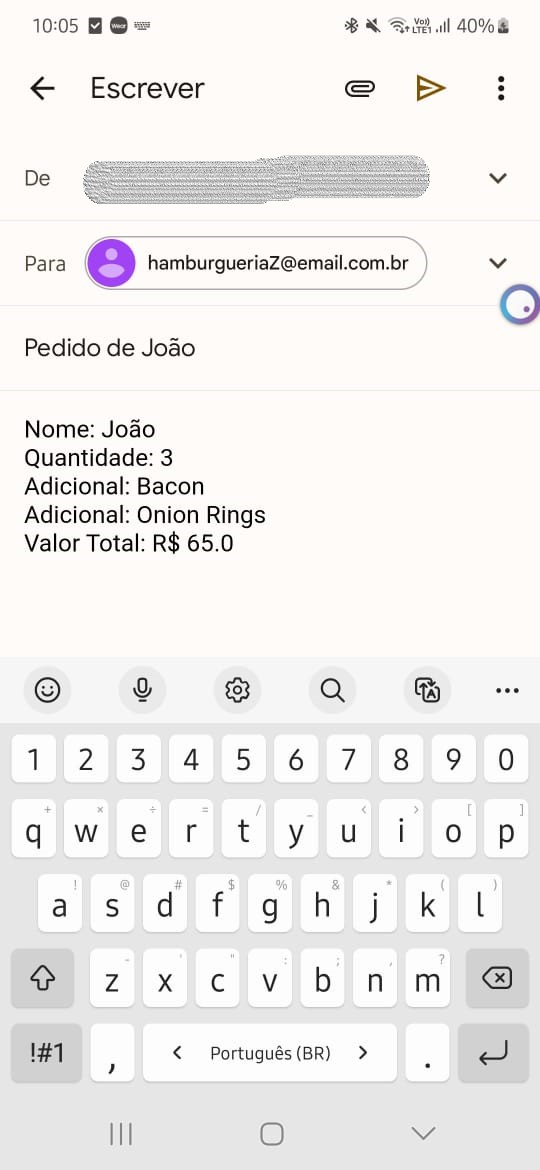 10:05 Wear Vo)) LTE1 40%
Escrever
De
Para hamburgueriaZ@email.com.br
Pedido de João
Nome: João
Quantidade: 3
Adicional: Bacon
Adicional: Onion Rings
Valor Total: R$ 65.0
1 2 3 4 5 6 7 8 9 0
+ × ÷ = / _ < > [ ]
q w e r t y u i o p
! @ # $ % & * ( )
a s d f g h j k l
- ' " : ; , ?
z x c v b n m
!#1 , < Português (BR) > .